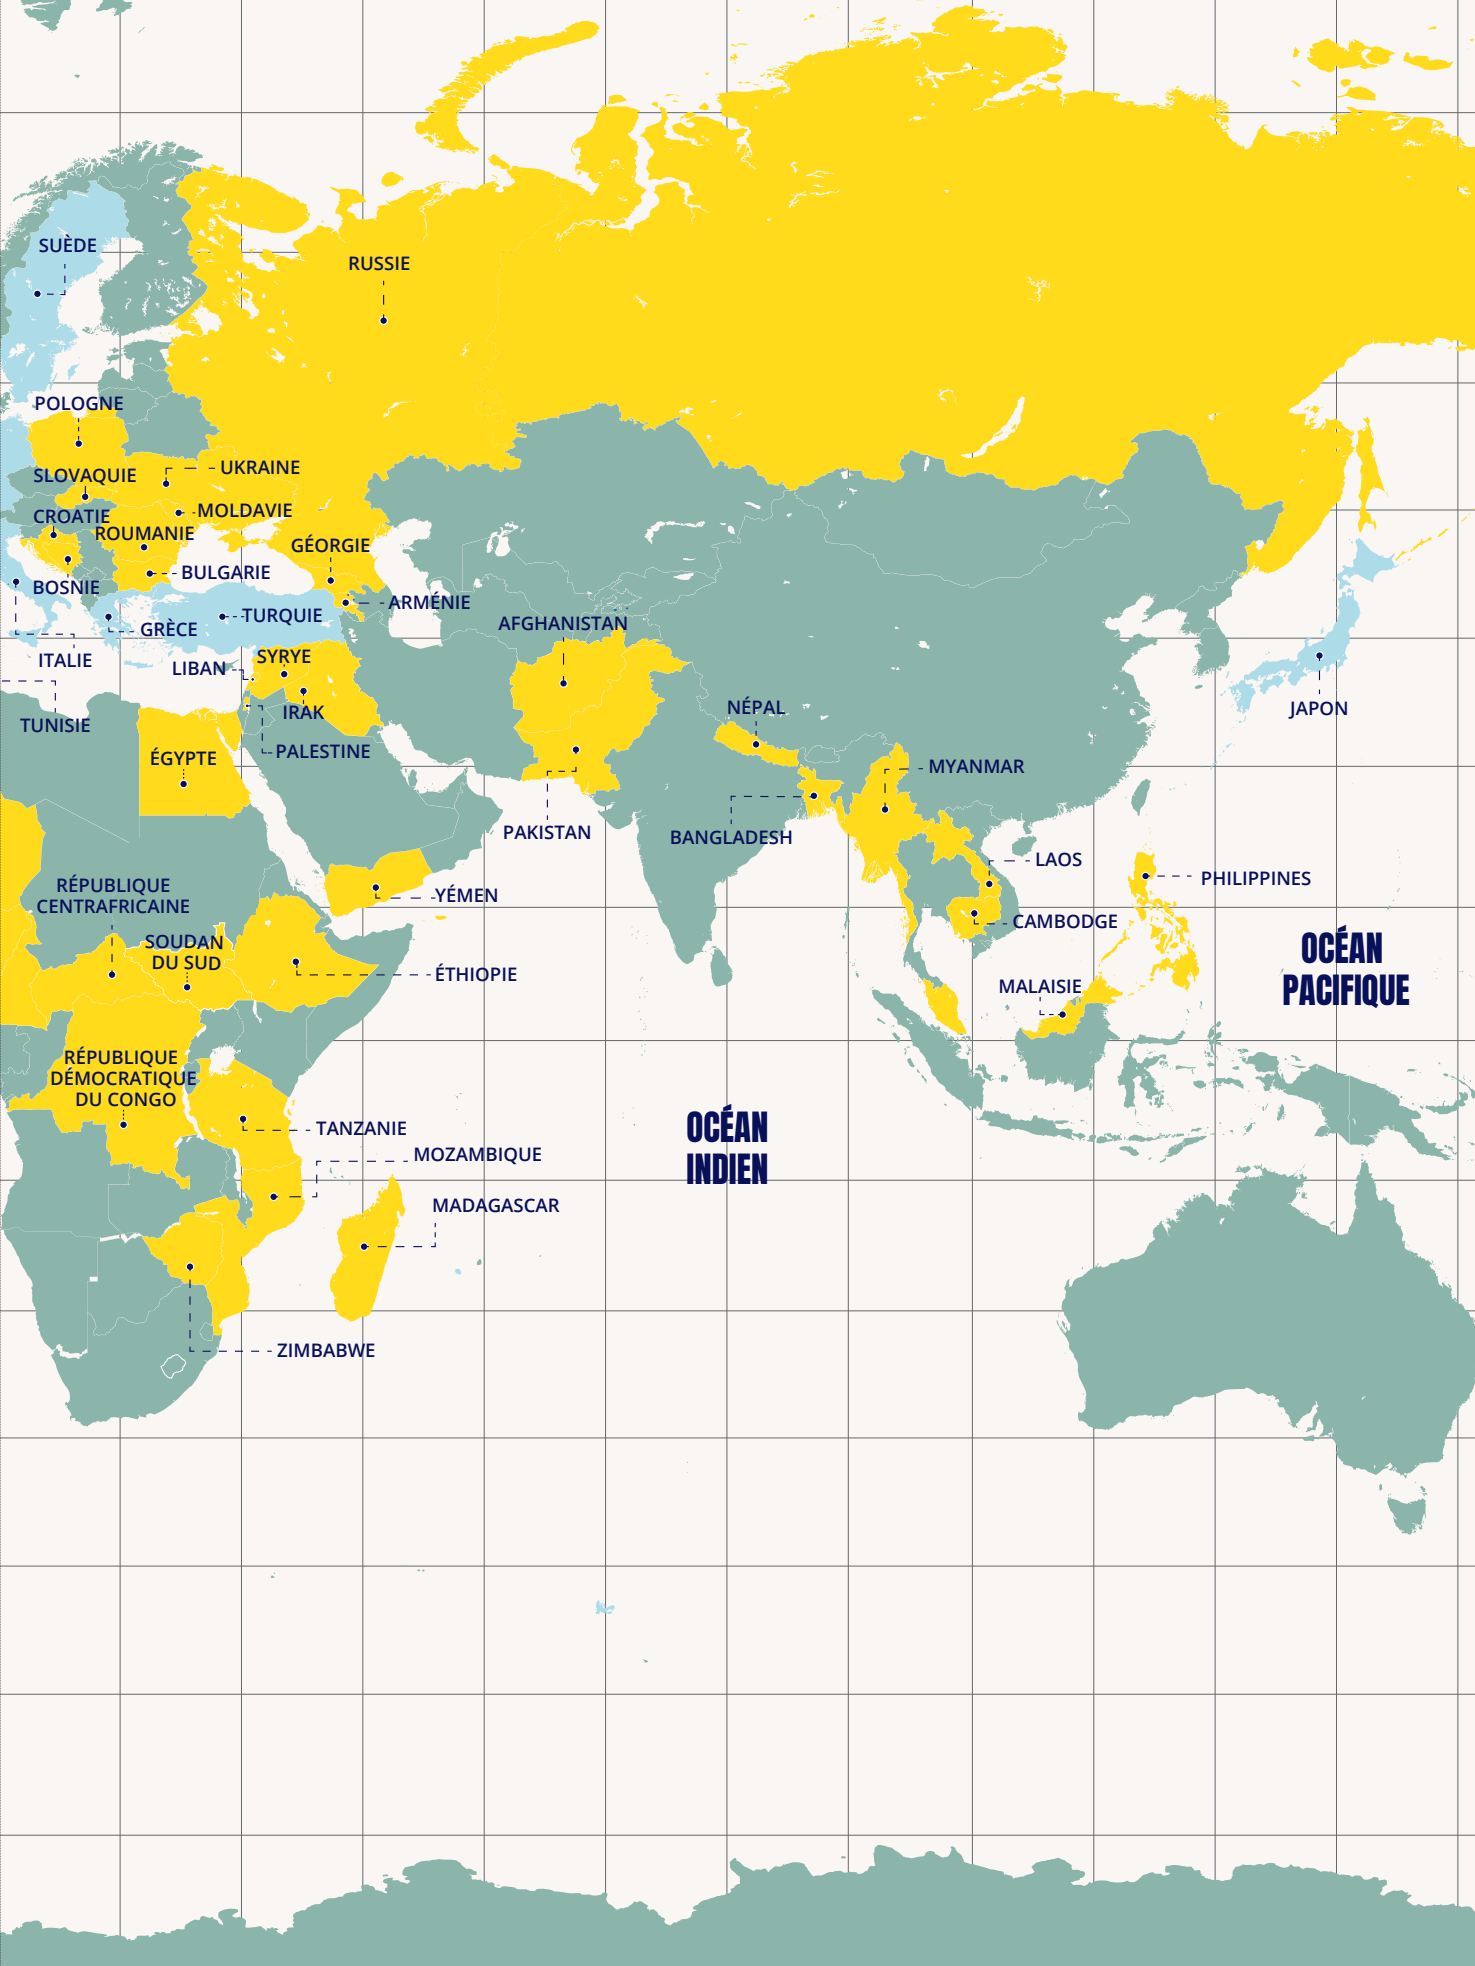 SUÈDE
RUSSIE
POLOGNE
UKRAINE
SLOVAQUIE
MOLDAVIE
CROATIE
ROUMANIE
GÉORGIE
BULGARIE
BOSNIE
ARMÉNIE
TURQUIE
AFGHANISTAN
GRÈCE
SYRYE
ITALIE
LIBAN
NÉPAL
JAPON
IRAK
TUNISIE
PALESTINE
ÉGYPTE
MYANMAR
PAKISTAN
BANGLADESH
LAOS
PHILIPPINES
RÉPUBLIQUE
CENTRAFRICAINE
YÉMEN
CAMBODGE
SOUDAN
DU SUD
OCÉAN
PACIFIQUE
ÉTHIOPIE
MALAISIE
RÉPUBLIQUE
DÉMOCRATIQUE
DU CONGO
OCÉAN
INDIEN
TANZANIE
MOZAMBIQUE
MADAGASCAR
ZIMBABWE